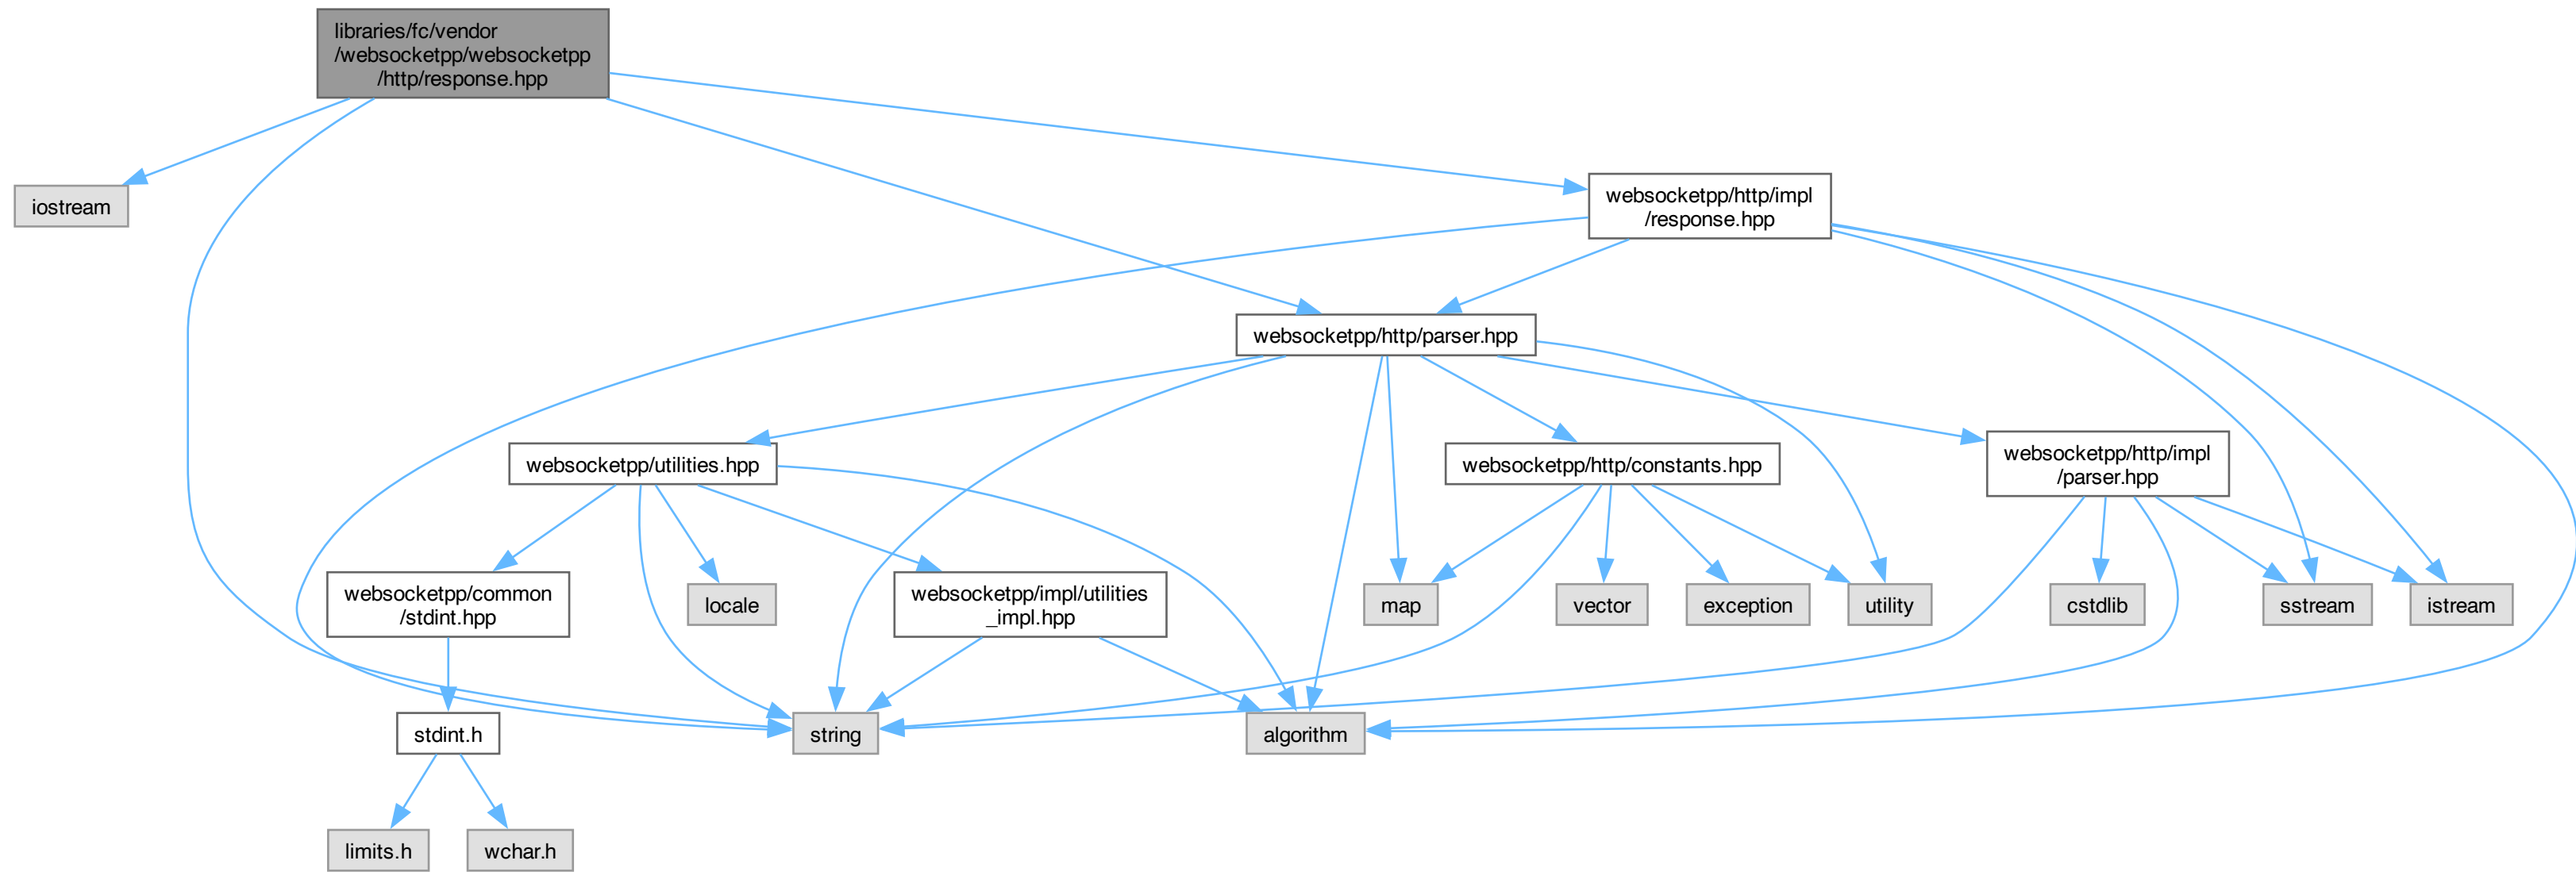 libraries/fc/vendor
/websocketpp/websocketpp
/http/response.hpp
iostream
websocketpp/http/impl
/response.hpp
websocketpp/http/parser.hpp
websocketpp/utilities.hpp
websocketpp/http/constants.hpp
websocketpp/http/impl
/parser.hpp
websocketpp/common
/stdint.hpp
locale
websocketpp/impl/utilities
_impl.hpp
map
vector
exception
utility
cstdlib
sstream
istream
stdint.h
string
algorithm
limits.h
wchar.h